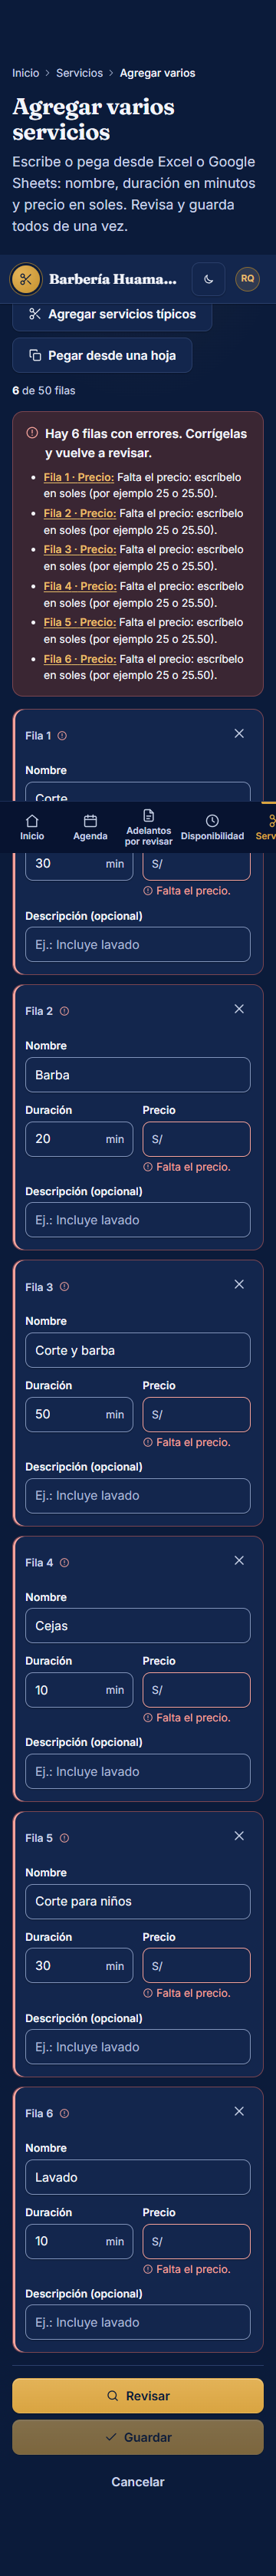 Inicio > Servicios > Agregar varios
Agregar varios
servicios
Escribe o pega desde Excel o Google
Sheets: nombre, duración en minutos
y precio en soles. Revisa y guarda
todos de una vez.
Barbería Huama...
RQ
Agregar servicios típicos
Pegar desde una hoja
6 de 50 filas
Hay 6 filas con errores. Corrígelas
y vuelve a revisar.
Fila 1 · Precio: Falta el precio: escríbelo
en soles (por ejemplo 25 o 25.50).
Fila 2 · Precio: Falta el precio: escríbelo
en soles (por ejemplo 25 o 25.50).
Fila 3 · Precio: Falta el precio: escríbelo
en soles (por ejemplo 25 o 25.50).
Fila 4 · Precio: Falta el precio: escríbelo
en soles (por ejemplo 25 o 25.50).
Fila 5 · Precio: Falta el precio: escríbelo
en soles (por ejemplo 25 o 25.50).
Fila 6 · Precio: Falta el precio: escríbelo
en soles (por ejemplo 25 o 25.50).
Fila 1
Nombre
Corte
Inicio
Agenda
Adelantos
por revisar
Disponibilidad
Serv
30 min S/
Falta el precio.
Descripción (opcional)
Ej.: Incluye lavado
Fila 2
Nombre
Barba
Duración Precio
20 min S/
Falta el precio.
Descripción (opcional)
Ej.: Incluye lavado
Fila 3
Nombre
Corte y barba
Duración Precio
50 min S/
Falta el precio.
Descripción (opcional)
Ej.: Incluye lavado
Fila 4
Nombre
Cejas
Duración Precio
10 min S/
Falta el precio.
Descripción (opcional)
Ej.: Incluye lavado
Fila 5
Nombre
Corte para niños
Duración Precio
30 min S/
Falta el precio.
Descripción (opcional)
Ej.: Incluye lavado
Fila 6
Nombre
Lavado
Duración Precio
10 min S/
Falta el precio.
Descripción (opcional)
Ej.: Incluye lavado
Revisar
Guardar
Cancelar